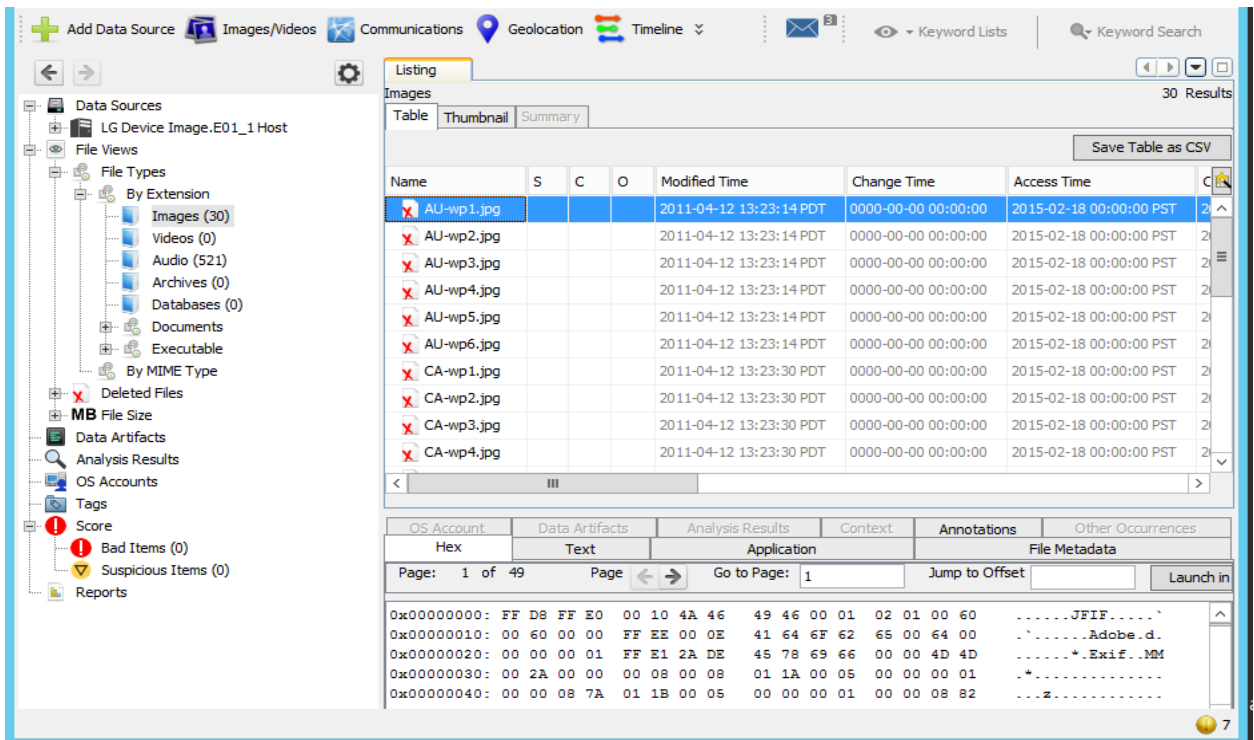 Add Data Source Images/Videos Communications Geolocation Timeline 3 Keyword Lists Keyword Search
Data Sources
LG Device Image.E01_1 Host
File Views
File Types
By Extension
Images (30)
Videos (0)
Audio (521)
Archives (0)
Databases (0)
Documents
Executable
By MIME Type
Deleted Files
MB File Size
Data Artifacts
Analysis Results
OS Accounts
Tags
Score
Bad Items (0)
Suspicious Items (0)
Reports
Listing
Images 30 Results
Table Thumbnail Summary
Save Table as CSV
Name S C O Modified Time Change Time Access Time C
AU-wp1.jpg 2011-04-12 13:23:14 PDT 0000-00-00 00:00:00 2015-02-18 00:00:00 PST 2
AU-wp2.jpg 2011-04-12 13:23:14 PDT 0000-00-00 00:00:00 2015-02-18 00:00:00 PST 2
AU-wp3.jpg 2011-04-12 13:23:14 PDT 0000-00-00 00:00:00 2015-02-18 00:00:00 PST 2
AU-wp4.jpg 2011-04-12 13:23:14 PDT 0000-00-00 00:00:00 2015-02-18 00:00:00 PST 2
AU-wp5.jpg 2011-04-12 13:23:14 PDT 0000-00-00 00:00:00 2015-02-18 00:00:00 PST 2
AU-wp6.jpg 2011-04-12 13:23:14 PDT 0000-00-00 00:00:00 2015-02-18 00:00:00 PST 2
CA-wp1.jpg 2011-04-12 13:23:30 PDT 0000-00-00 00:00:00 2015-02-18 00:00:00 PST 2
CA-wp2.jpg 2011-04-12 13:23:30 PDT 0000-00-00 00:00:00 2015-02-18 00:00:00 PST 2
CA-wp3.jpg 2011-04-12 13:23:30 PDT 0000-00-00 00:00:00 2015-02-18 00:00:00 PST 2
CA-wp4.jpg 2011-04-12 13:23:30 PDT 0000-00-00 00:00:00 2015-02-18 00:00:00 PST 2
OS Account Data Artifacts Analysis Results Context Annotations Other Occurrences
Hex Text Application File Metadata
Page: 1 of 49 Page Go to Page: 1 Jump to Offset Launch in
0x00000000: FF D8 FF E0 00 10 4A 46 49 46 00 01 02 01 00 60 ......JFIF.....`
0x00000010: 00 60 00 00 FF EE 00 0E 41 64 6F 62 65 00 64 00 .`......Adobe.d.
0x00000020: 00 00 00 01 FF E1 2A DE 45 78 69 66 00 00 4D 4D ......*.Exif..MM
0x00000030: 00 2A 00 00 00 08 00 08 01 1A 00 05 00 00 00 01 .*..............
0x00000040: 00 00 08 7A 01 1B 00 05 00 00 00 01 00 00 08 82 ...z............
7